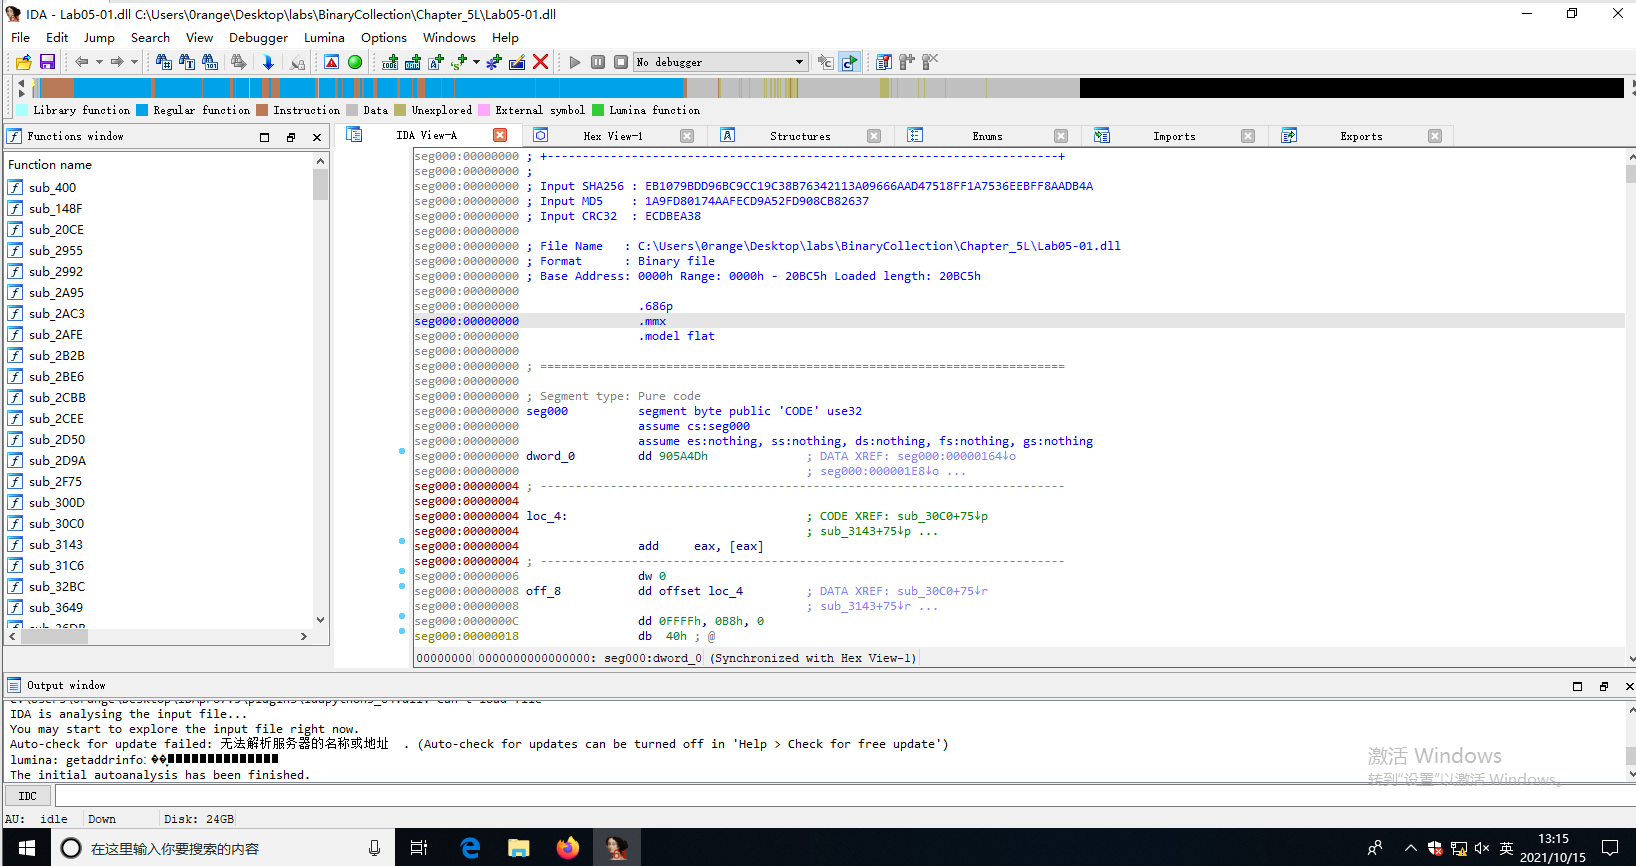 IDA - Lab05-01.dll C:\Users\0range\Desktop\labs\BinaryCollection\Chapter_5L\Lab05-01.dll
File Edit Jump Search View Debugger Lumina Options Windows Help
No debugger
Library function Regular function Instruction Data Unexplored External symbol Lumina function
Functions window
IDA View-A Hex View-1 Structures Enums Imports Exports
Function name
sub_400
sub_148F
sub_20CE
sub_2955
sub_2992
sub_2A95
sub_2AC3
sub_2AFE
sub_2B2B
sub_2BE6
sub_2CBB
sub_2CEE
sub_2D50
sub_2D9A
sub_2F75
sub_300D
sub_30C0
sub_3143
sub_31C6
sub_32BC
sub_3649
seg000:00000000 ; +-------------------------------------------------------------------------+
seg000:00000000 ;
seg000:00000000 ; Input SHA256 : EB1079BDD96BC9CC19C38B76342113A09666AAD47518FF1A7536EEBFF8AADB4A
seg000:00000000 ; Input MD5    : 1A9FD80174AAFECD9A52FD908CB82637
seg000:00000000 ; Input CRC32  : ECDBEA38
seg000:00000000
seg000:00000000 ; File Name   : C:\Users\0range\Desktop\labs\BinaryCollection\Chapter_5L\Lab05-01.dll
seg000:00000000 ; Format      : Binary file
seg000:00000000 ; Base Address: 0000h Range: 0000h - 20BC5h Loaded length: 20BC5h
seg000:00000000
seg000:00000000 .686p
seg000:00000000 .mmx
seg000:00000000 .model flat
seg000:00000000
seg000:00000000 ; ===========================================================================
seg000:00000000
seg000:00000000 ; Segment type: Pure code
seg000:00000000 seg000 segment byte public 'CODE' use32
seg000:00000000 assume cs:seg000
seg000:00000000 assume es:nothing, ss:nothing, ds:nothing, fs:nothing, gs:nothing
seg000:00000000 dword_0 dd 905A4Dh ; DATA XREF: seg000:00000164↓o
seg000:00000000 ; seg000:000001E8↓o ...
seg000:00000004 ; ---------------------------------------------------------------------------
seg000:00000004
seg000:00000004 loc_4: ; CODE XREF: sub_30C0+75↓p
seg000:00000004 ; sub_3143+75↓p ...
seg000:00000004 add eax, [eax]
seg000:00000004 ; ---------------------------------------------------------------------------
seg000:00000006 dw 0
seg000:00000008 off_8 dd offset loc_4 ; DATA XREF: sub_30C0+75↓r
seg000:00000008 ; sub_3143+75↓r ...
seg000:0000000C dd 0FFFFh, 0B8h, 0
seg000:00000018 db 40h ; @
00000000 0000000000000000: seg000:dword_0 (Synchronized with Hex View-1)
Output window
IDA is analysing the input file...
You may start to explore the input file right now.
Auto-check for update failed: 无法解析服务器的名称或地址 . (Auto-check for updates can be turned off in 'Help > Check for free update')
lumina: getaddrinfo:
The initial autoanalysis has been finished.
激活 Windows
转到"设置"以激活 Windows。
IDC
AU: idle Down Disk: 24GB
在这里输入你要搜索的内容
英
13:15
2021/10/15